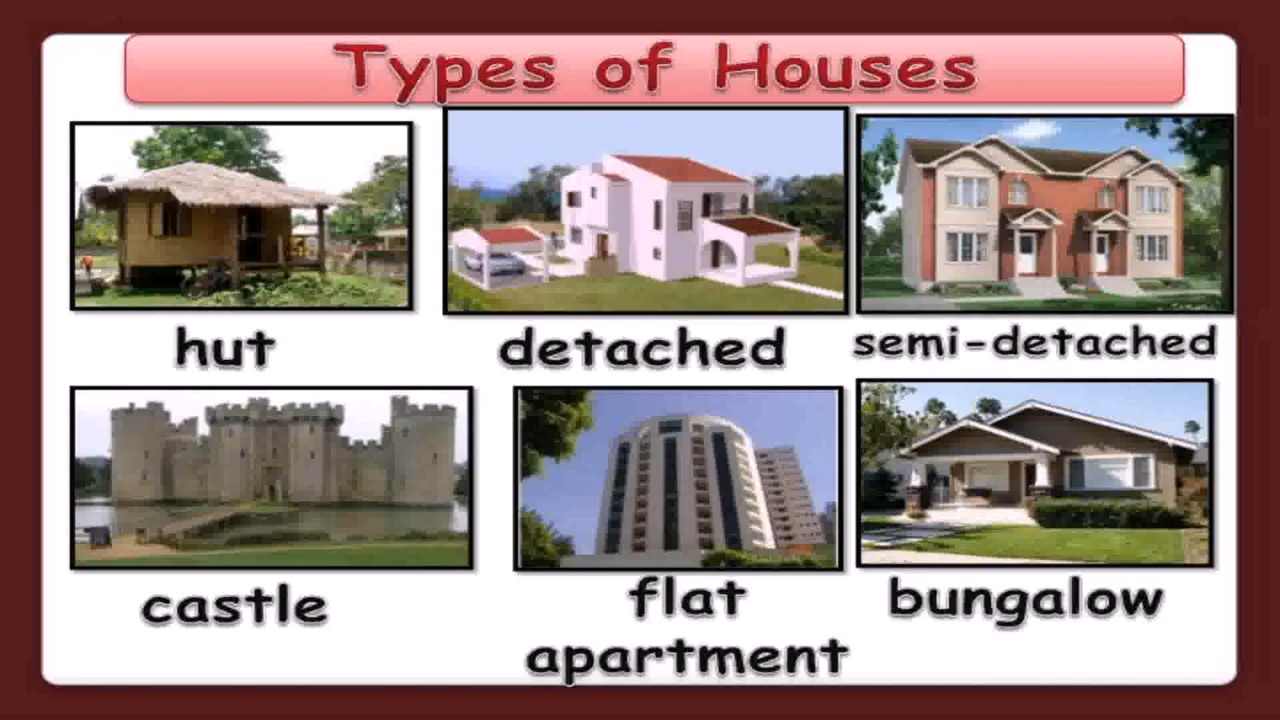 Types of Houses
hut
detached
semi-detached
castle
flat
apartment
bungalow